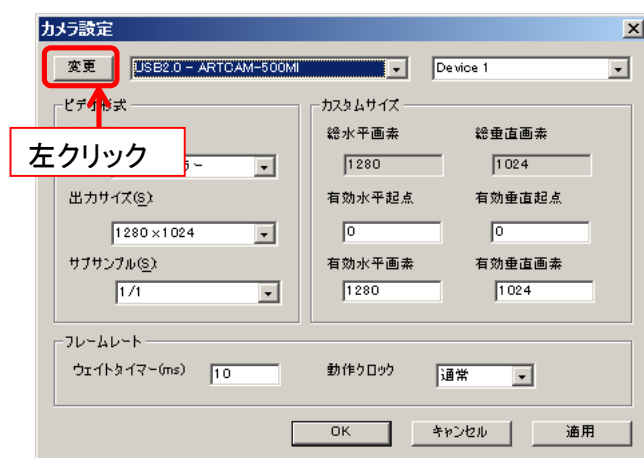 カメラ設定
変更 USB2.0 - ARTCAM-500MI Device 1
ビデオ形式 カスタムサイズ
総水平画素 総垂直画素
左クリック
1280 1024
出力サイズ(S): 有効水平起点 有効垂直起点
1280 x 1024 0 0
サブサンプル(S): 有効水平画素 有効垂直画素
1/1 1280 1024
フレームレート
ウェイトタイマー(ms) 10 動作クロック 通常
OK キャンセル 適用